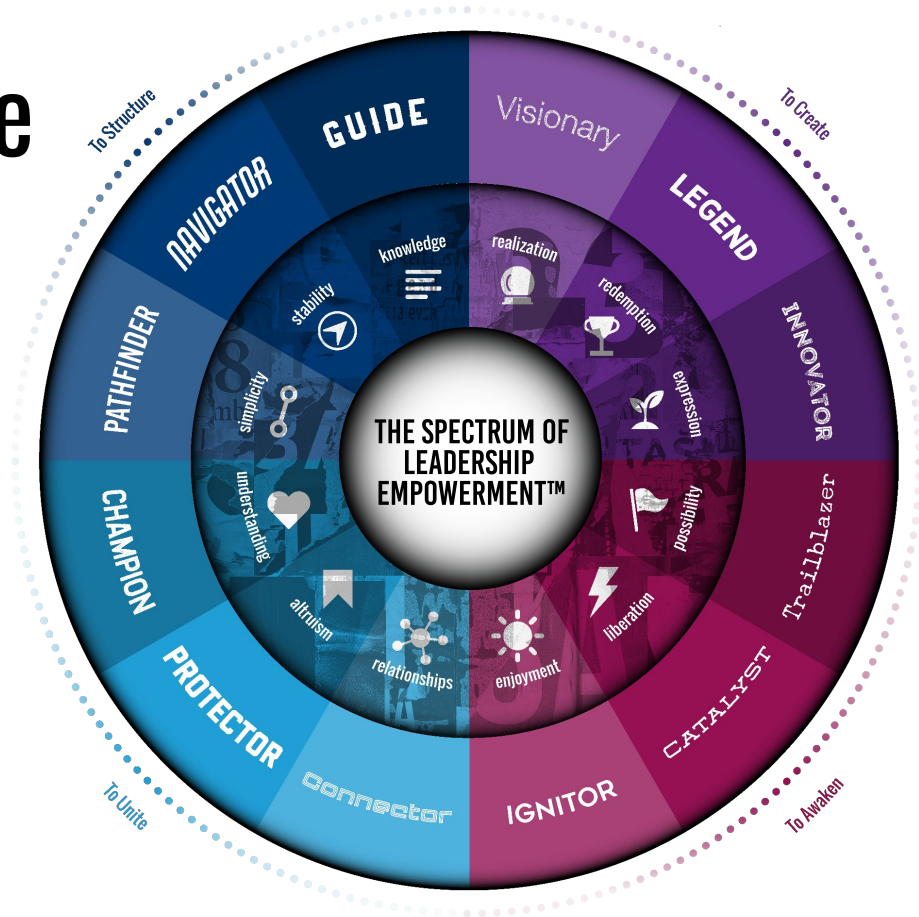 e
To Structure
To Create
GUIDE
Visionary
NAVIGATOR
LEGEND
PATHFINDER
INNOVATOR
CHAMPION
Trailblazer
PROTECTOR
CATALYST
Connector
IGNITOR
knowledge
realization
stability
redemption
simplicity
expression
understanding
possibility
altruism
liberation
relationships
enjoyment
THE SPECTRUM OF
LEADERSHIP
EMPOWERMENT™
To Unite
To Awaken